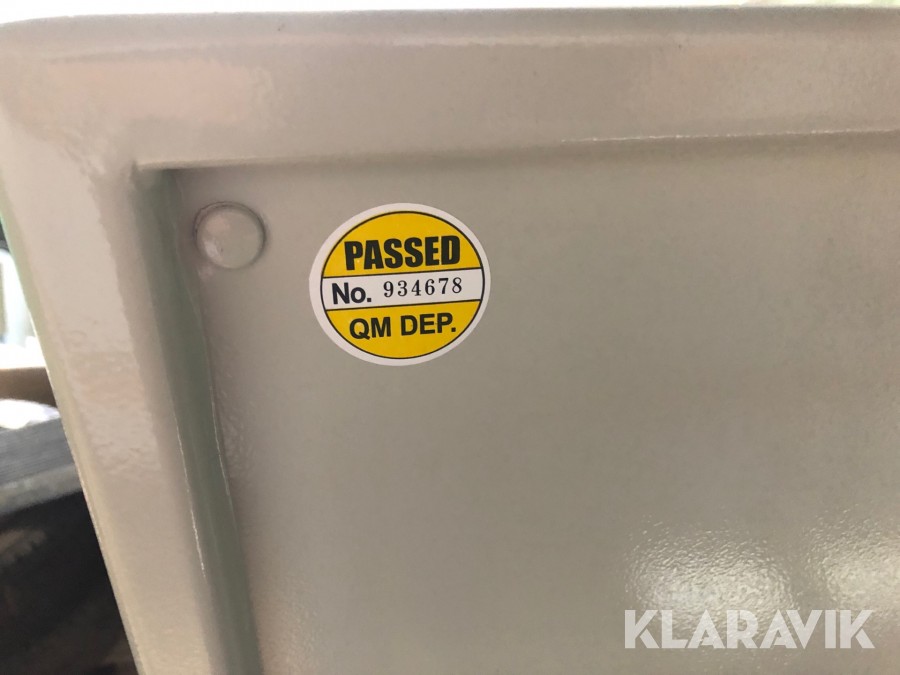 PASSED
No. 934678
QM DEP.
KLARAVIK